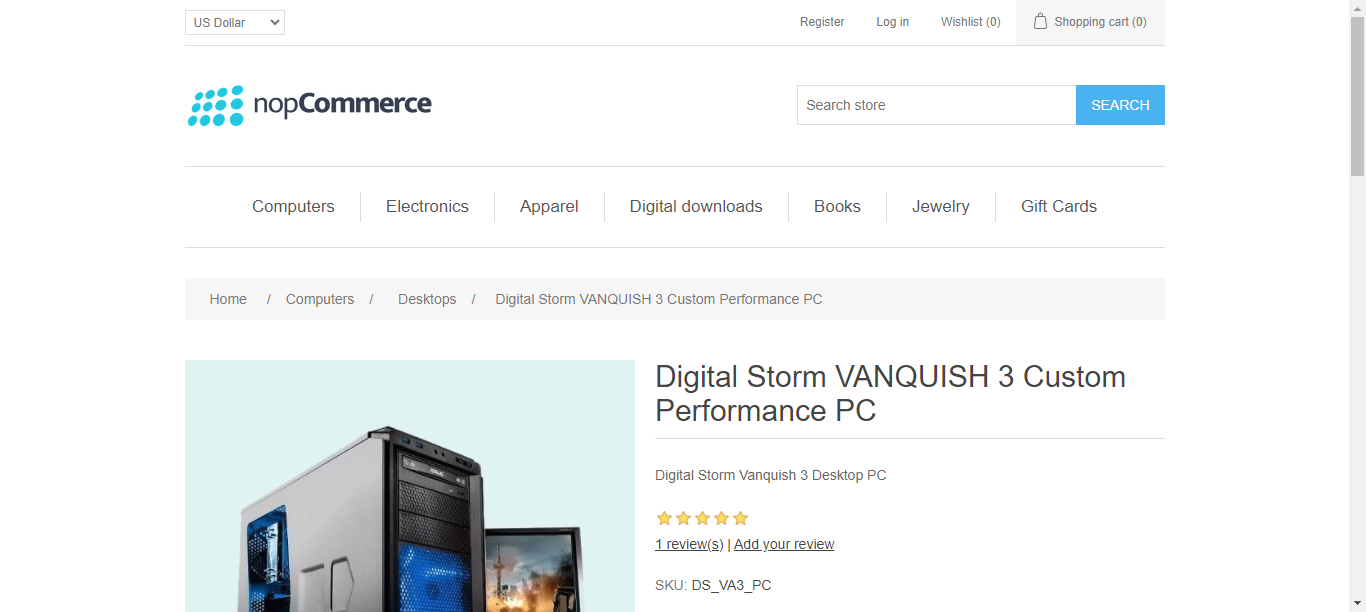 US Dollar
Register
Log in
Wishlist (0)
Shopping cart (0)
nopCommerce
Search store
SEARCH
Computers
Electronics
Apparel
Digital downloads
Books
Jewelry
Gift Cards
Home / Computers / Desktops / Digital Storm VANQUISH 3 Custom Performance PC
Digital Storm VANQUISH 3 Custom
Performance PC
Digital Storm Vanquish 3 Desktop PC
1 review(s) | Add your review
SKU: DS_VA3_PC